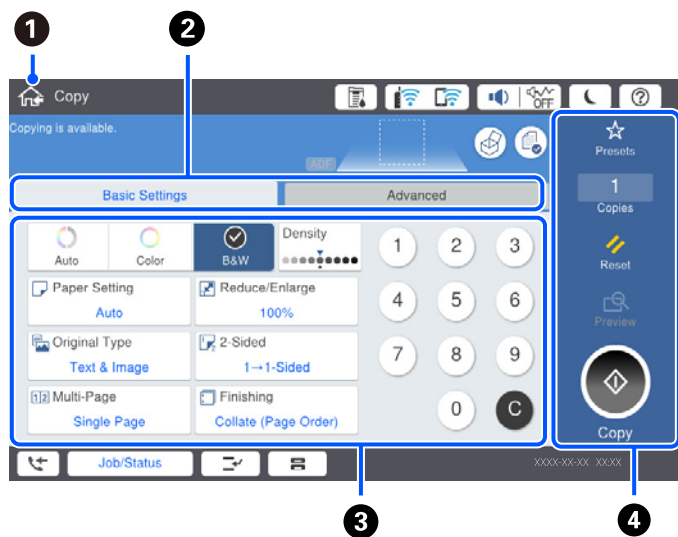 1
2
Copy
OFF
Copying is available.
ADF
Presets
Basic Settings
Advanced
1
Copies
Auto
Color
B&W
Density
1
2
3
Reset
Paper Setting
Auto
Reduce/Enlarge
100%
4
5
6
Preview
Original Type
Text & Image
2-Sided
1→1-Sided
7
8
9
1 2 Multi-Page
Single Page
Finishing
Collate (Page Order)
0
C
Copy
Job/Status
XXXX-XX-XX XX:XX
3
4